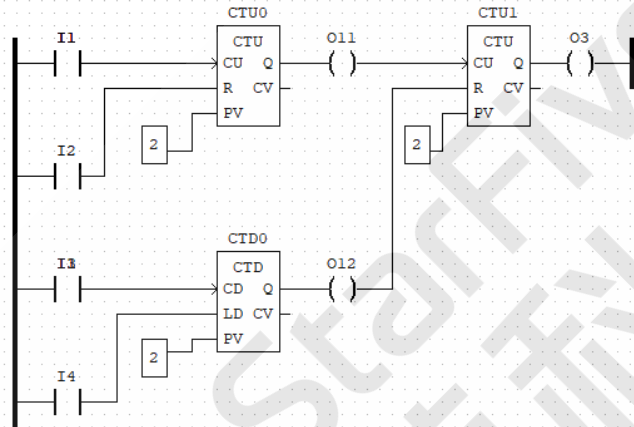 CTU0
CTU1
I1
CTU
O11
CTU
O3
CU Q
CU Q
R CV
R CV
PV
PV
2
2
I2
CTD0
I3
CTD
O12
CD Q
LD CV
PV
2
I4
StarFive